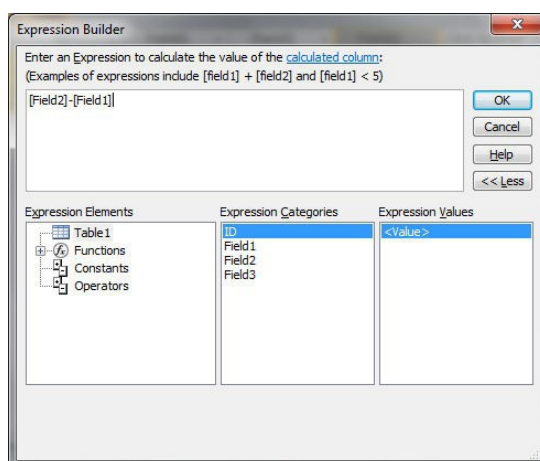 Expression Builder
Enter an Expression to calculate the value of the calculated column:
(Examples of expressions include [field1] + [field2] and [field1] < 5)
[Field2]-[Field1]
OK
Cancel
Help
<< Less
Expression Elements
Table1
Functions
Constants
Operators
Expression Categories
ID
Field1
Field2
Field3
Expression Values
<Value>